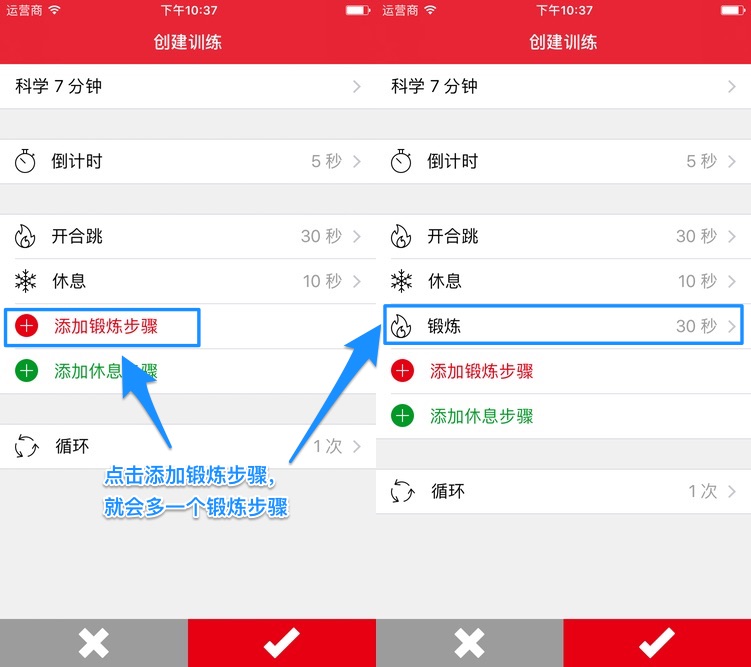 运营商 下午10:37
创建训练
科学 7 分钟
倒计时 5 秒
开合跳 30 秒
休息 10 秒
添加锻炼步骤
添加休息步骤
循环 1 次
点击添加锻炼步骤,
就会多一个锻炼步骤
运营商 下午10:37
创建训练
科学 7 分钟
倒计时 5 秒
开合跳 30 秒
休息 10 秒
锻炼 30 秒
添加锻炼步骤
添加休息步骤
循环 1 次